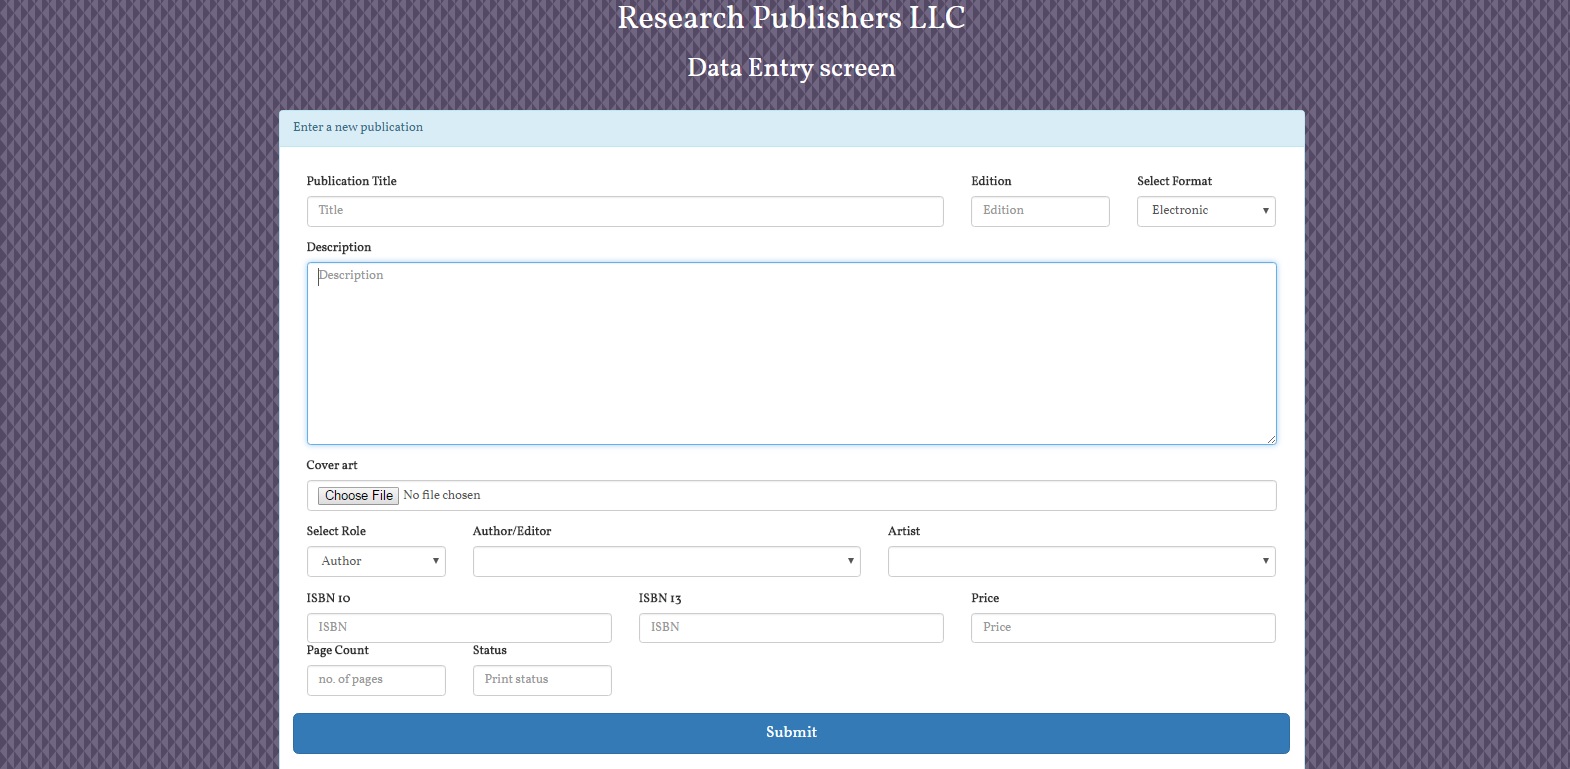 Research Publishers LLC
Data Entry screen
Enter a new publication
Publication Title Edition Select Format
Title Edition Electronic
Description
Description
Cover art
Choose File No file chosen
Select Role Author/Editor Artist
Author
ISBN 10 ISBN 13 Price
ISBN ISBN Price
Page Count Status
no. of pages Print status
Submit